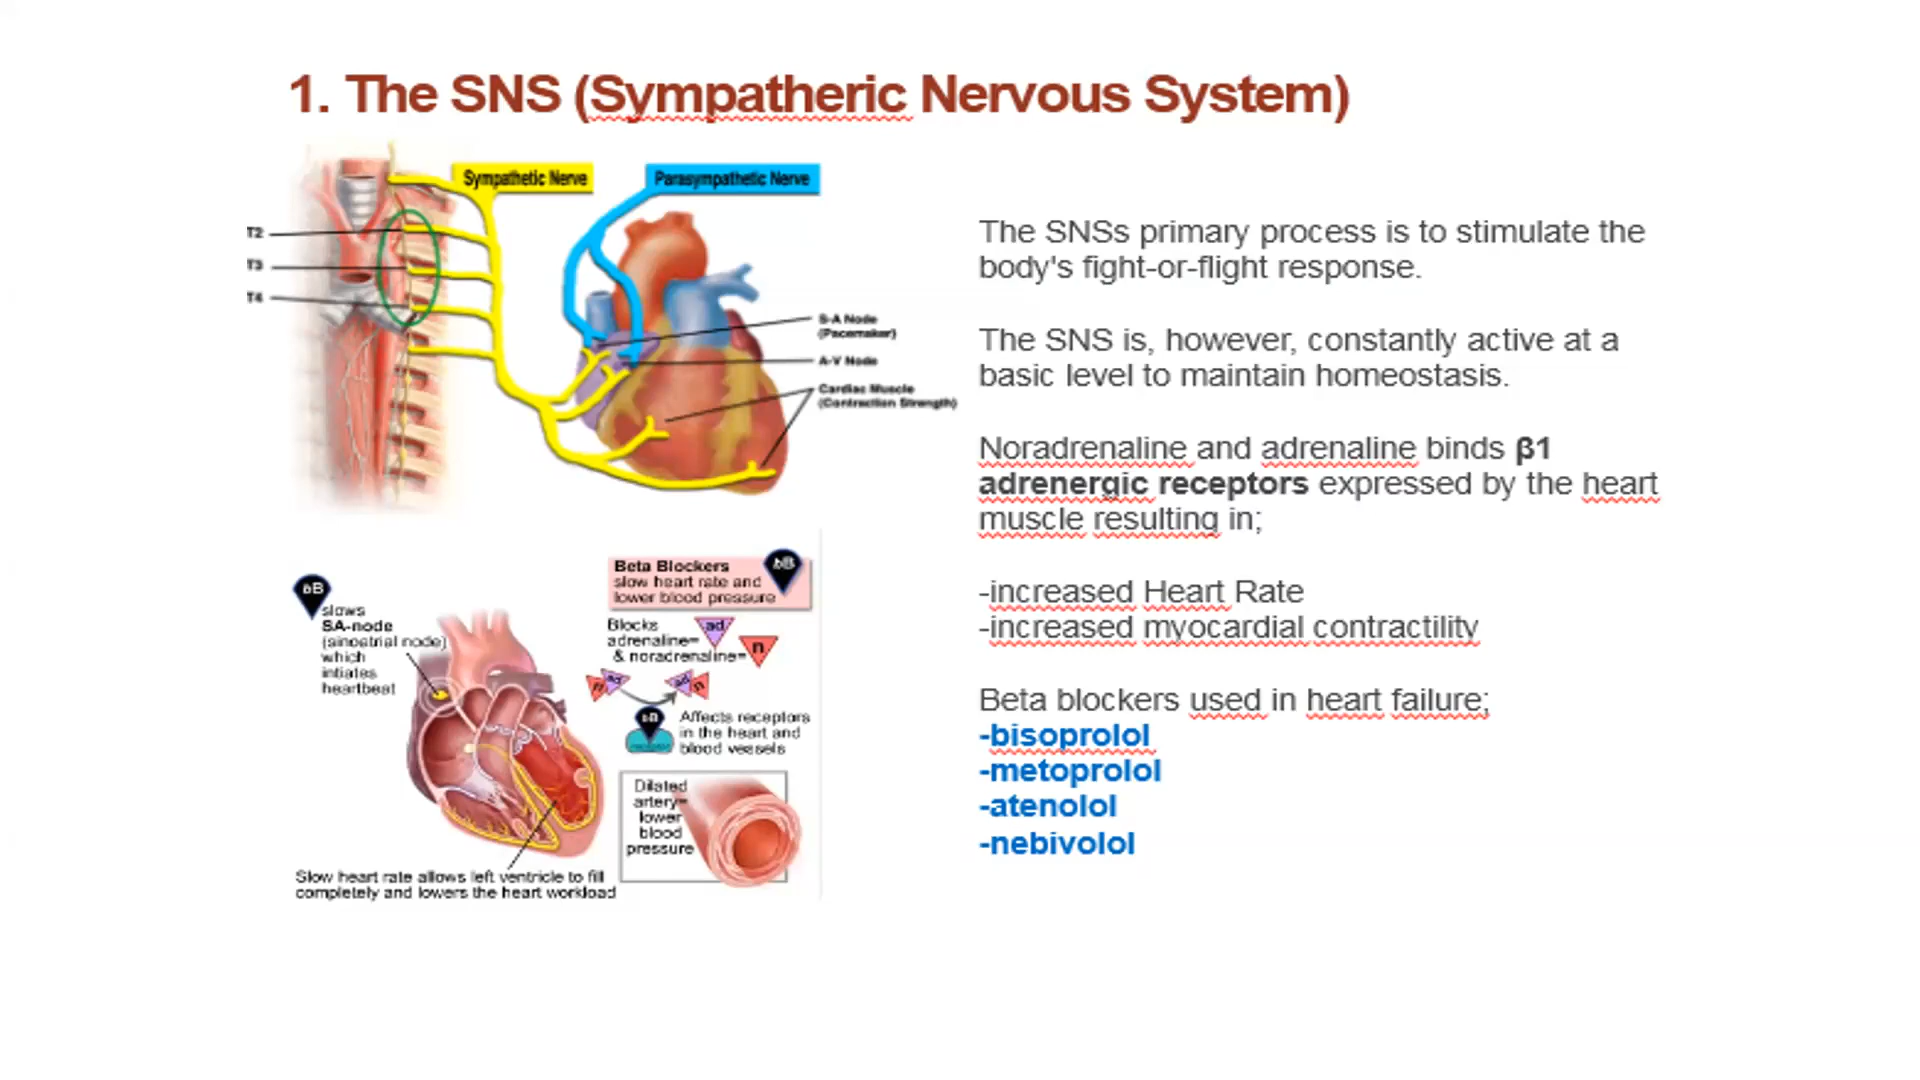 1. The SNS (Sympatheric Nervous System)
Sympathetic Nerve
Parasympathetic Nerve
T2
T3
T4
S-A Node
(Pacemaker)
A-V Node
Cardiac Muscle
(Contraction Strength)
The SNSs primary process is to stimulate the
body's fight-or-flight response.
The SNS is, however, constantly active at a
basic level to maintain homeostasis.
Noradrenaline and adrenaline binds β1
adrenergic receptors expressed by the heart
muscle resulting in;
-increased Heart Rate
-increased myocardial contractility
Beta blockers used in heart failure;
-bisoprolol
-metoprolol
-atenolol
-nebivolol
bB
slows
SA-node
(sinoatrial node)
which
intiates
heartbeat
Beta Blockers
slow heart rate and
lower blood pressure
bB
Blocks
adrenaline=
& noradrenaline=
ad
n
n
ad
ad
n
bB
Affects receptors
in the heart and
blood vessels
Dilated
artery=
lower
blood
pressure
Slow heart rate allows left ventricle to fill
completely and lowers the heart workload